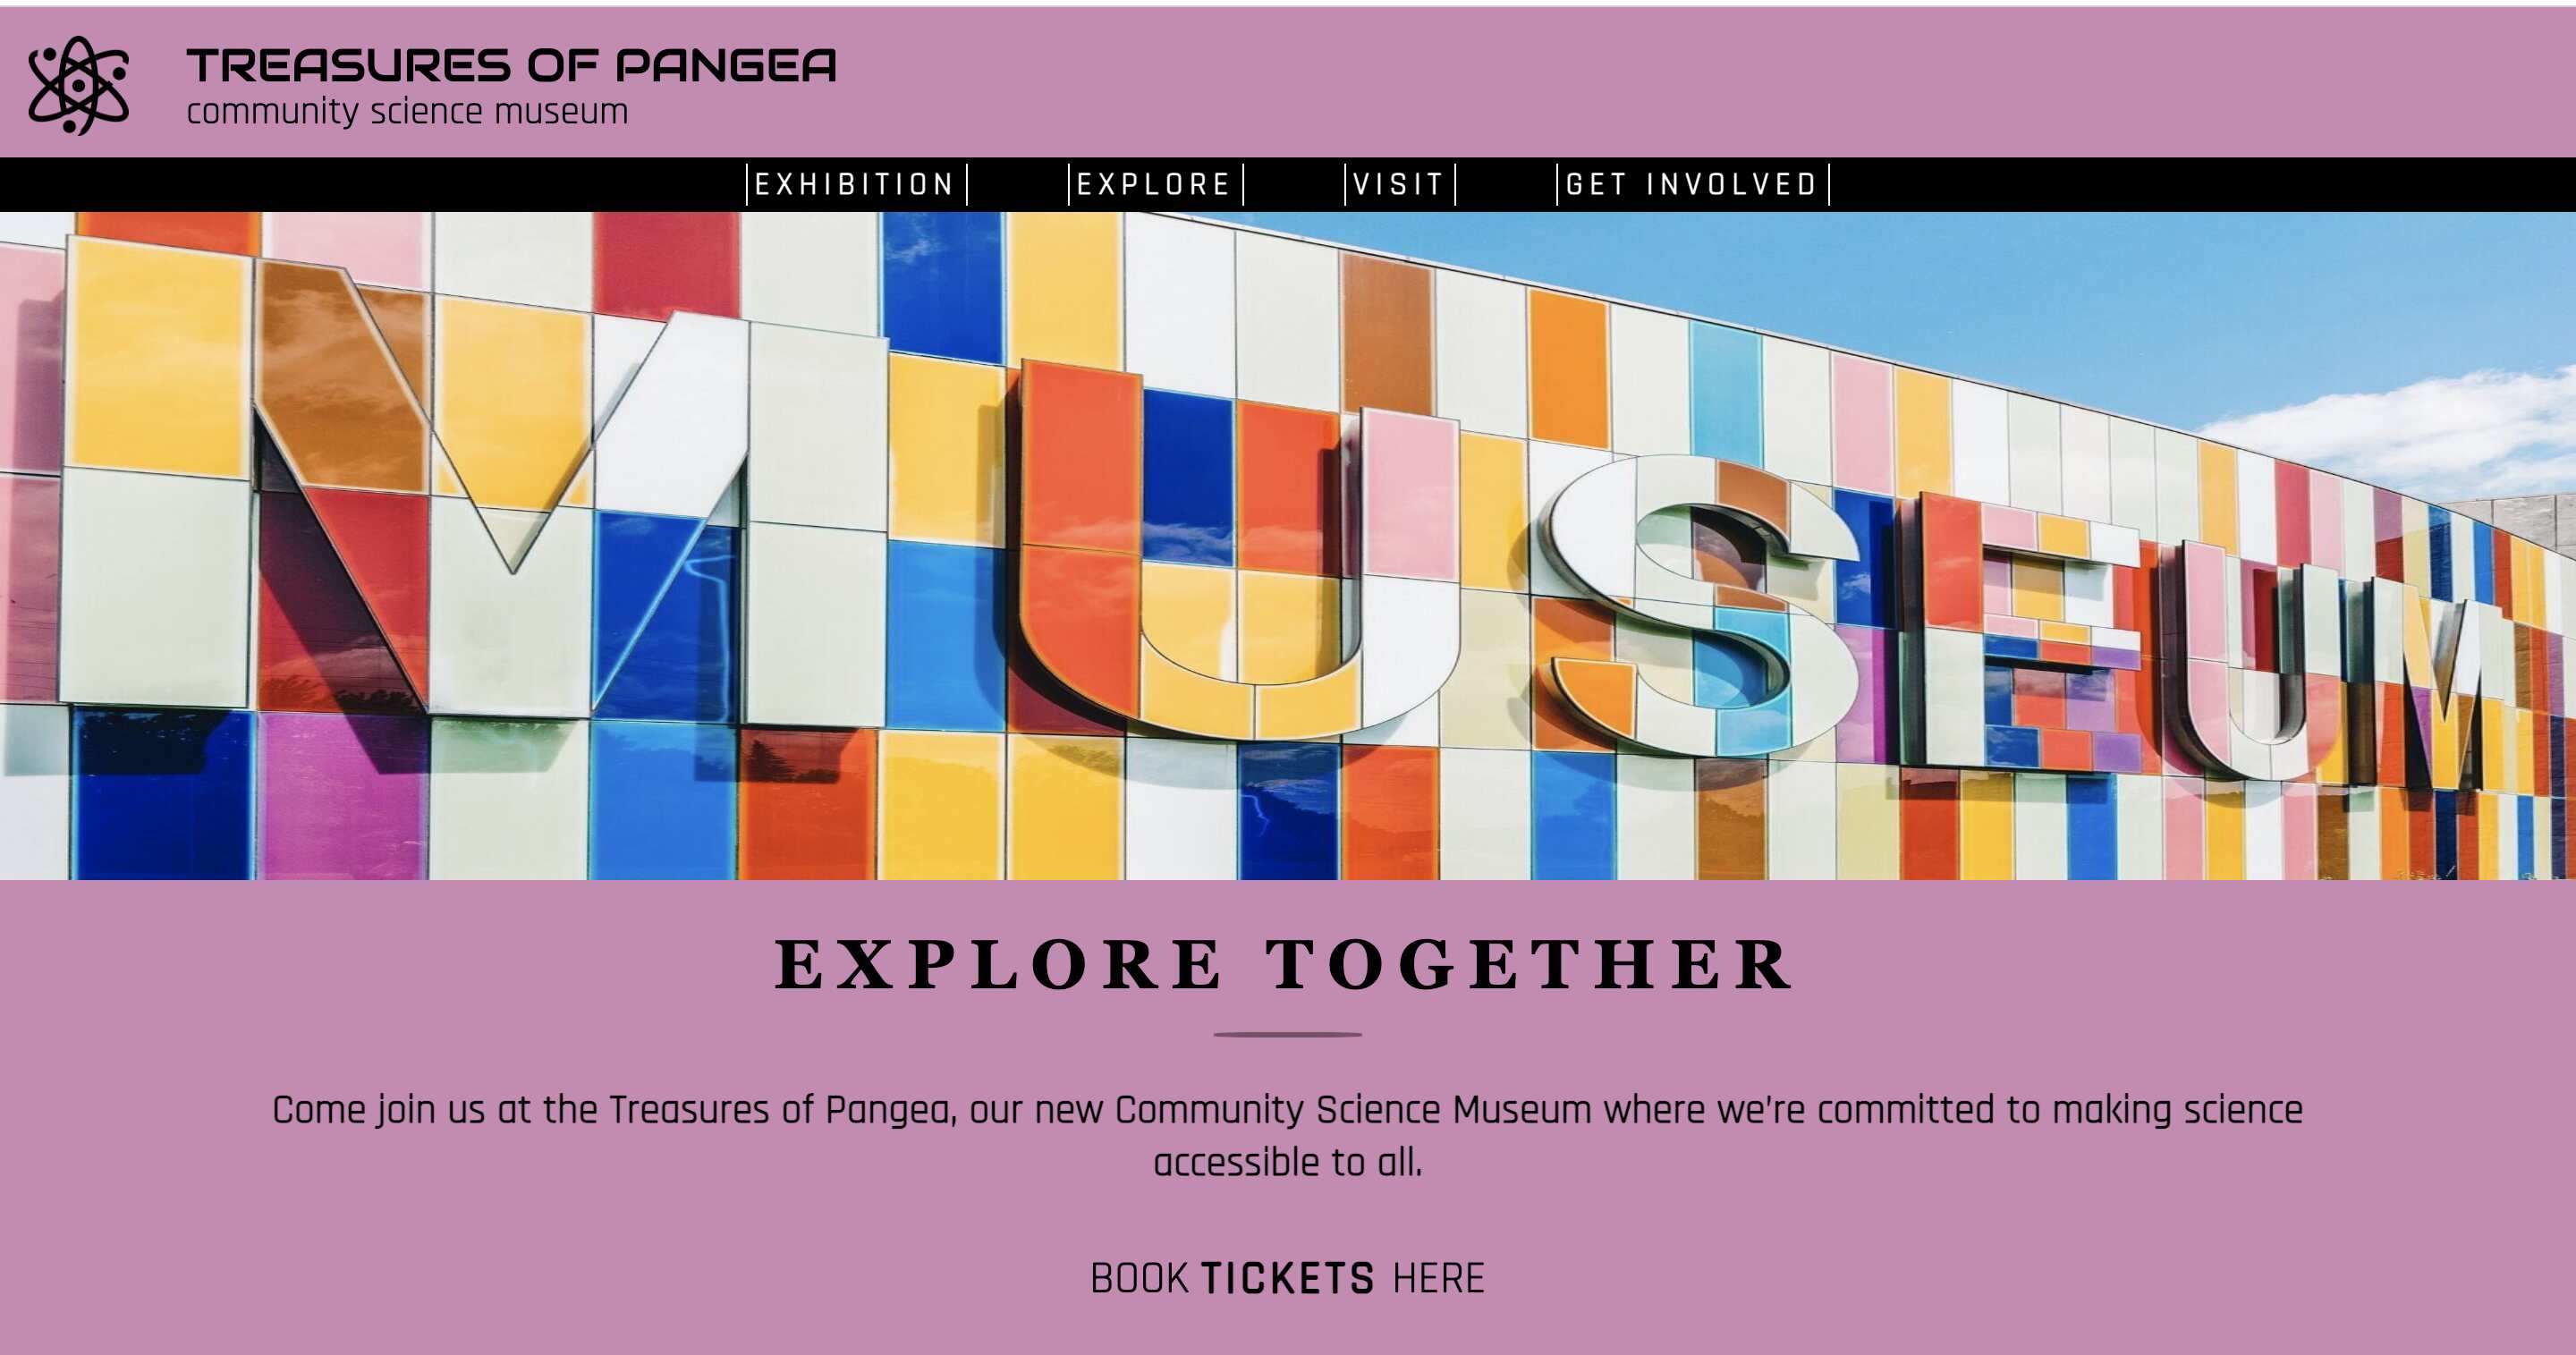 TREASURES OF PANGEA
community science museum
EXHIBITION
EXPLORE
VISIT
GET INVOLVED
MUSEUM
EXPLORE TOGETHER
Come join us at the Treasures of Pangea, our new Community Science Museum where we're committed to making science
accessible to all.
BOOK TICKETS HERE